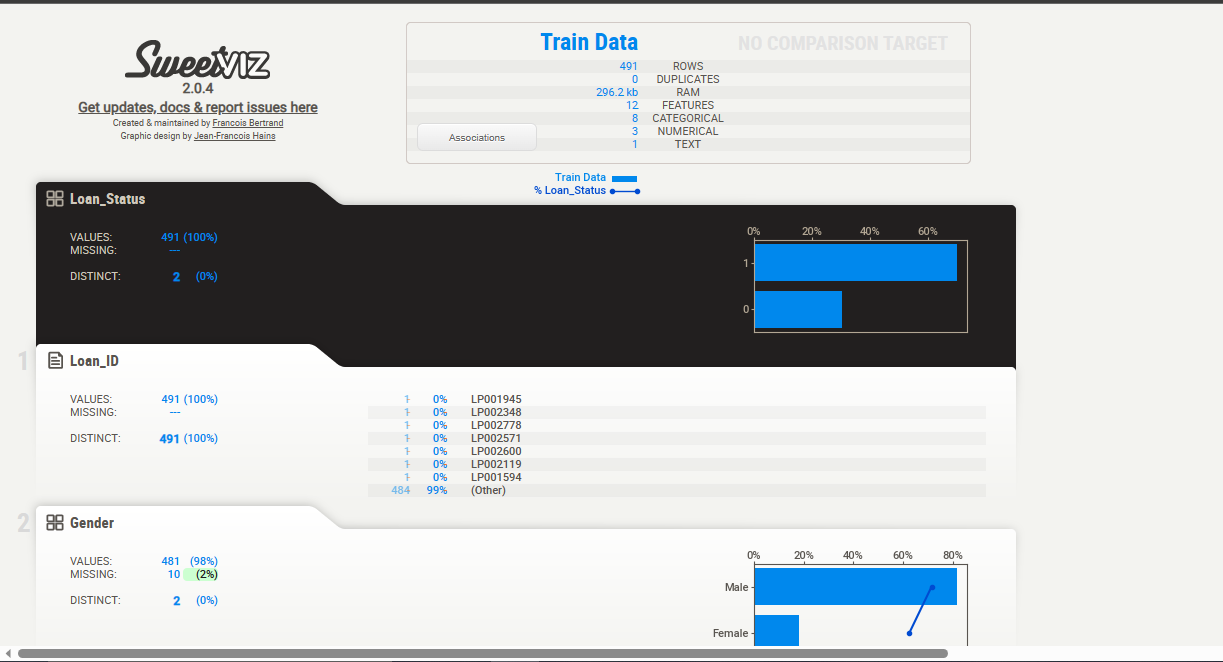 SweetVIZ
2.0.4
Get updates, docs & report issues here
Created & maintained by Francois Bertrand
Graphic design by Jean-Francois Hains
Train Data NO COMPARISON TARGET
491 ROWS
0 DUPLICATES
296.2 kb RAM
12 FEATURES
8 CATEGORICAL
3 NUMERICAL
1 TEXT
Associations
Train Data
% Loan_Status
Loan_Status
VALUES: 491 (100%)
MISSING: ---
DISTINCT: 2 (0%)
0% 20% 40% 60%
1
0
1 Loan_ID
VALUES: 491 (100%)
MISSING: ---
DISTINCT: 491 (100%)
1 0% LP001945
1 0% LP002348
1 0% LP002778
1 0% LP002571
1 0% LP002600
1 0% LP002119
1 0% LP001594
484 99% (Other)
2 Gender
VALUES: 481 (98%)
MISSING: 10 (2%)
DISTINCT: 2 (0%)
0% 20% 40% 60% 80%
Male
Female